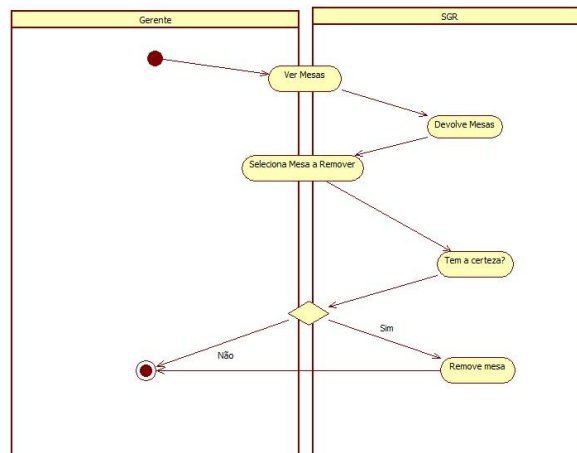 Gerente
SGR
Ver Mesas
Devolve Mesas
Seleciona Mesa a Remover
Tem a certeza?
Sim
Não
Remove mesa